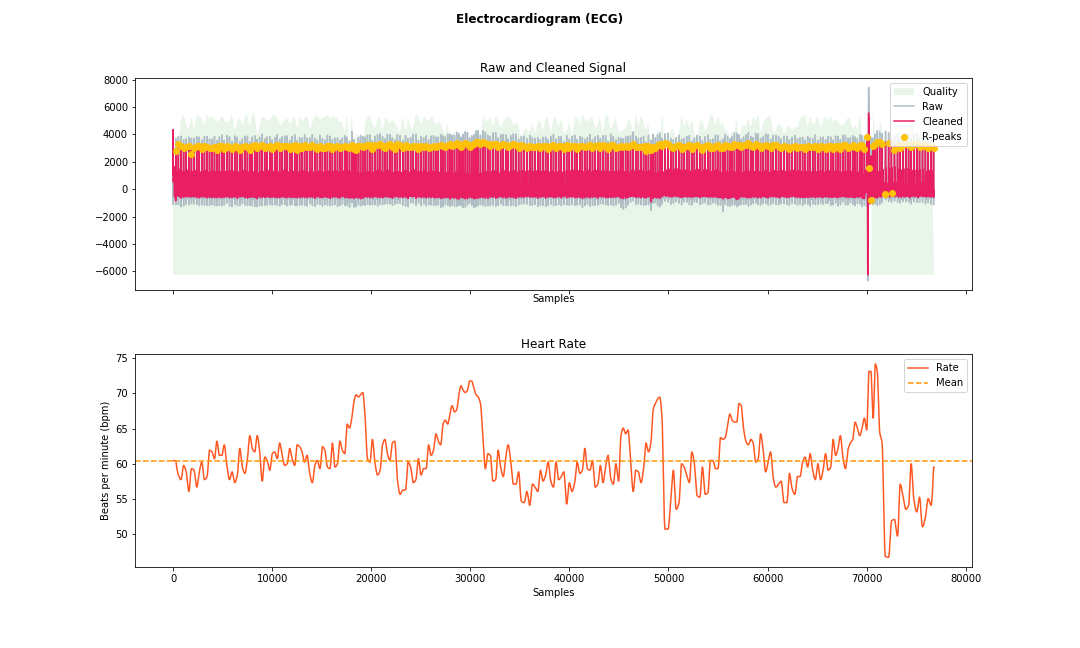 Electrocardiogram (ECG)
Raw and Cleaned Signal
8000
6000
4000
2000
0
−2000
−4000
−6000
Quality
Raw
Cleaned
R-peaks
Samples
Heart Rate
Beats per minute (bpm)
75
70
65
60
55
50
Rate
Mean
0 10000 20000 30000 40000 50000 60000 70000 80000
Samples